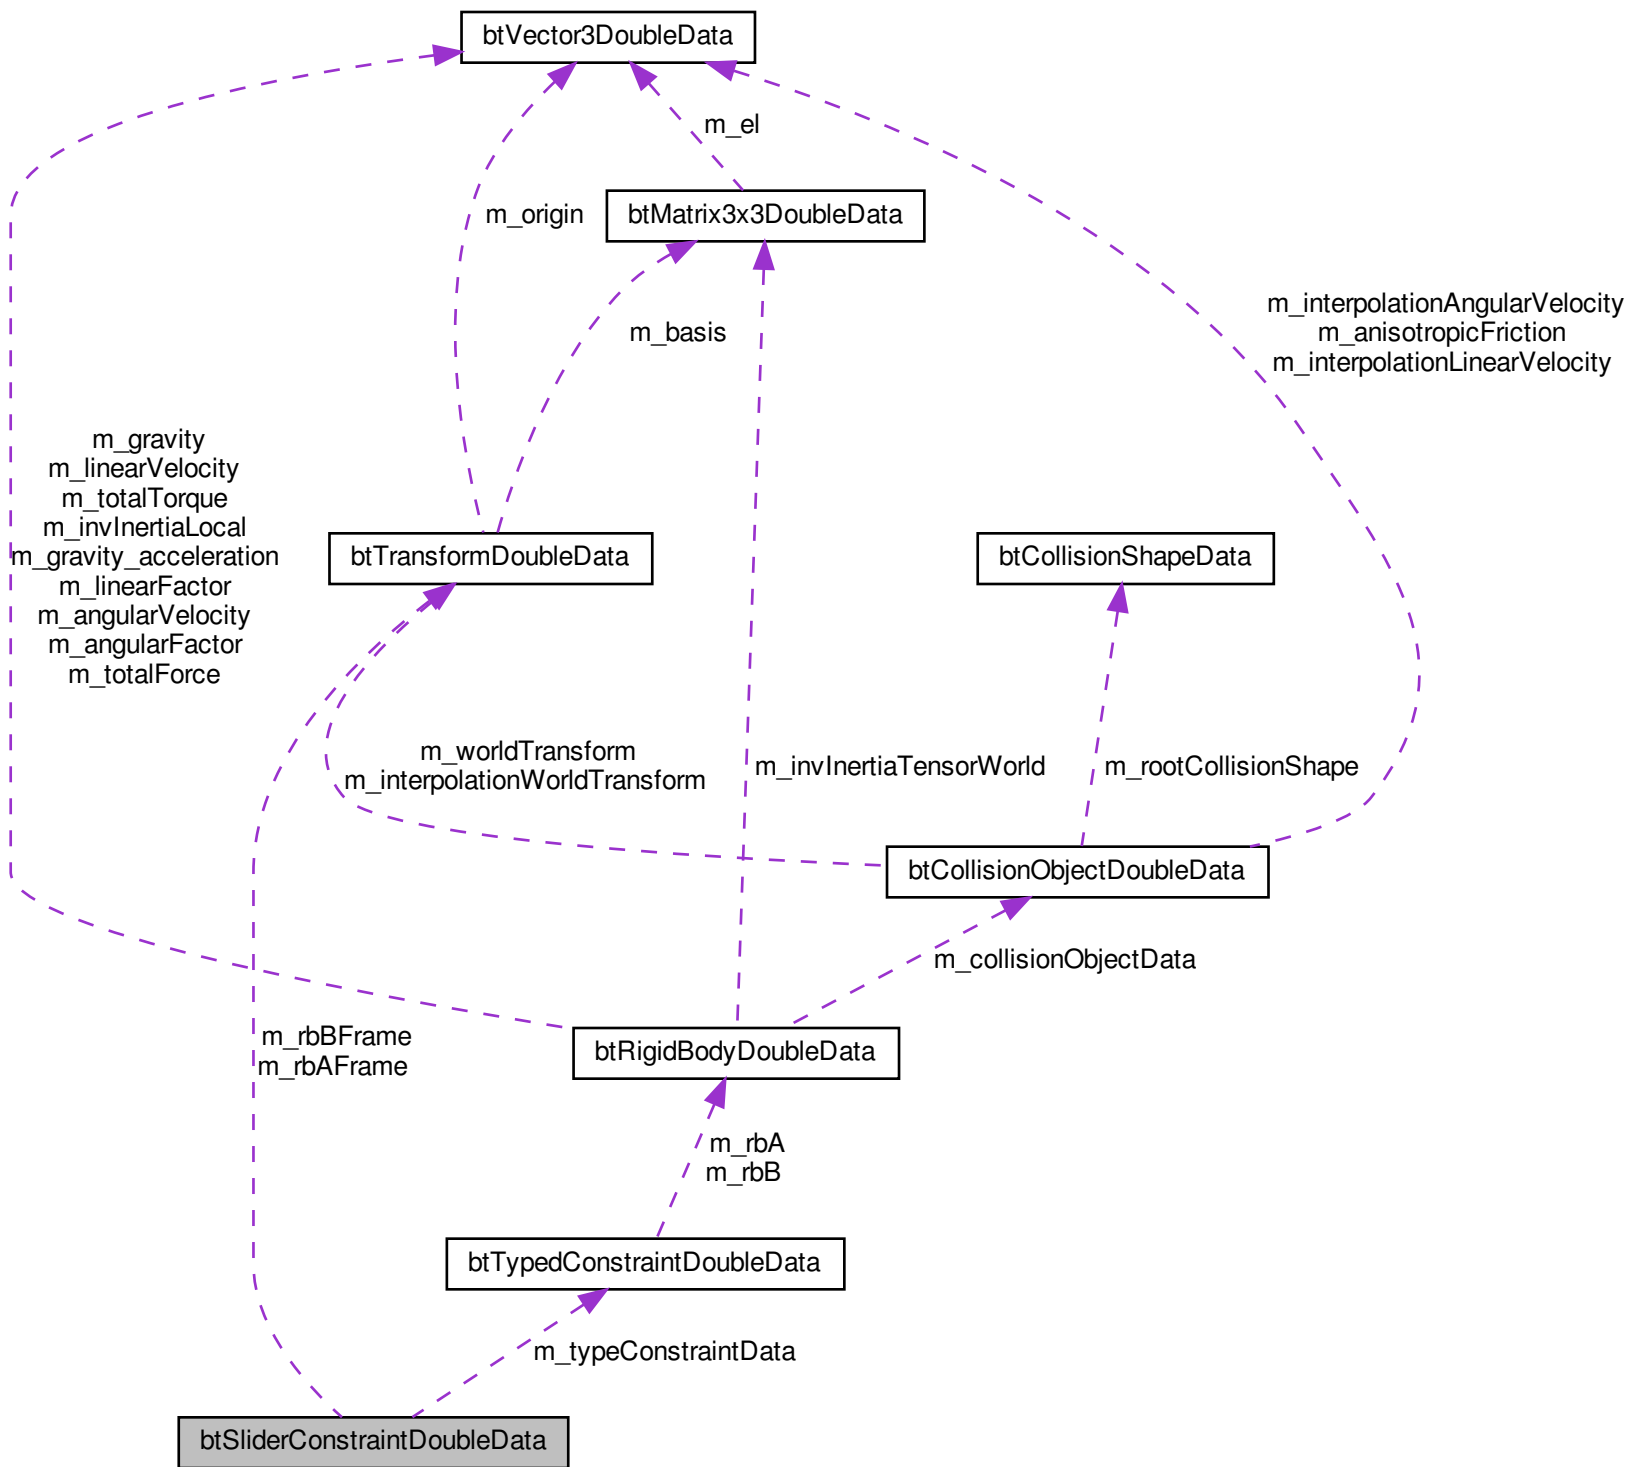 btVector3DoubleData
m_el
m_origin
btMatrix3x3DoubleData
m_basis
m_interpolationAngularVelocity
m_anisotropicFriction
m_interpolationLinearVelocity
m_gravity
m_linearVelocity
m_totalTorque
m_invInertiaLocal
m_gravity_acceleration
m_linearFactor
m_angularVelocity
m_angularFactor
m_totalForce
btTransformDoubleData
btCollisionShapeData
m_worldTransform
m_interpolationWorldTransform
m_invInertiaTensorWorld
m_rootCollisionShape
btCollisionObjectDoubleData
m_collisionObjectData
m_rbBFrame
m_rbAFrame
btRigidBodyDoubleData
m_rbA
m_rbB
btTypedConstraintDoubleData
m_typeConstraintData
btSliderConstraintDoubleData